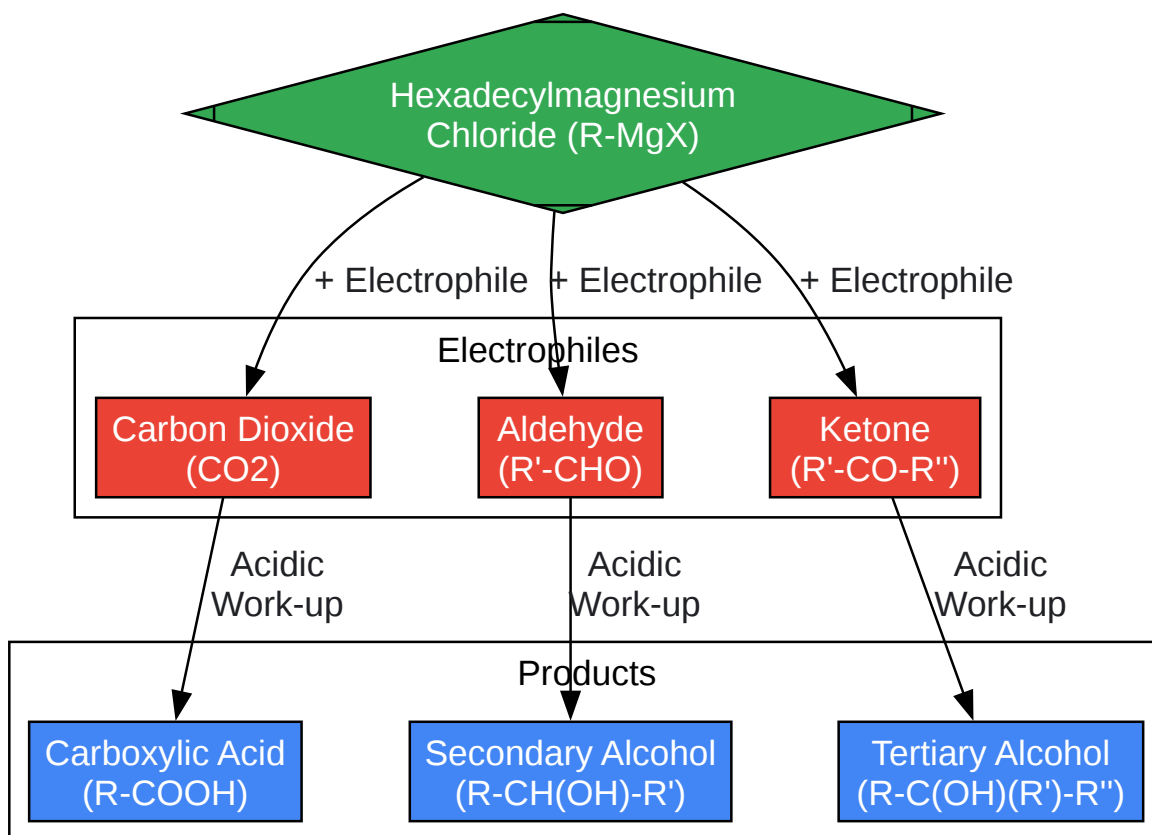 Hexadecylmagnesium
Chloride (R-MgX)
+ Electrophile
+ Electrophile
+ Electrophile
Electrophiles
Carbon Dioxide
(CO2)
Aldehyde
(R'-CHO)
Ketone
(R'-CO-R'')
Acidic
Work-up
Acidic
Work-up
Acidic
Work-up
Products
Carboxylic Acid
(R-COOH)
Secondary Alcohol
(R-CH(OH)-R')
Tertiary Alcohol
(R-C(OH)(R')-R'')